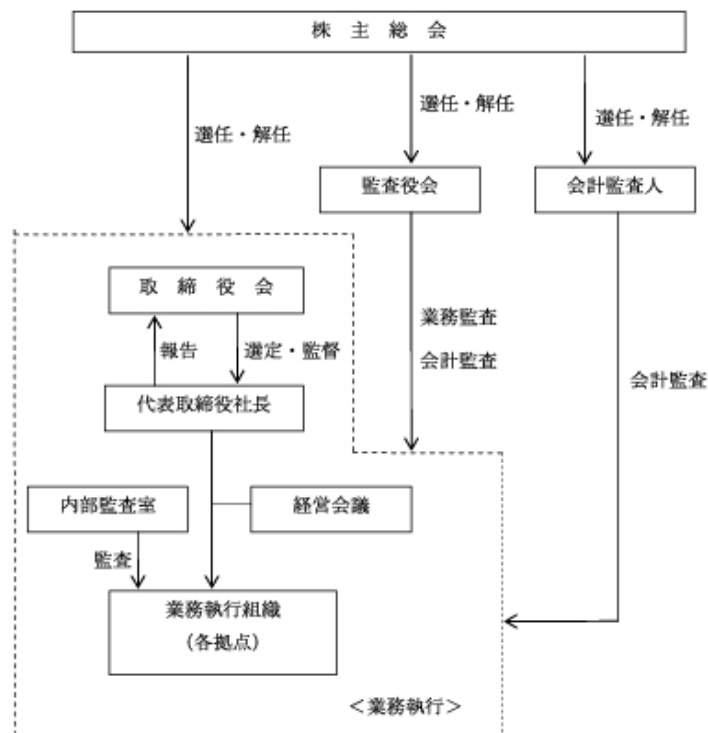 株　主　総　会
選任・解任
選任・解任
選任・解任
監査役会
会計監査人
取　締　役　会
報告
選定・監督
業務監査
会計監査
会計監査
代表取締役社長
内部監査室
経営会議
監査
業務執行組織
（各拠点）
＜業務執行＞